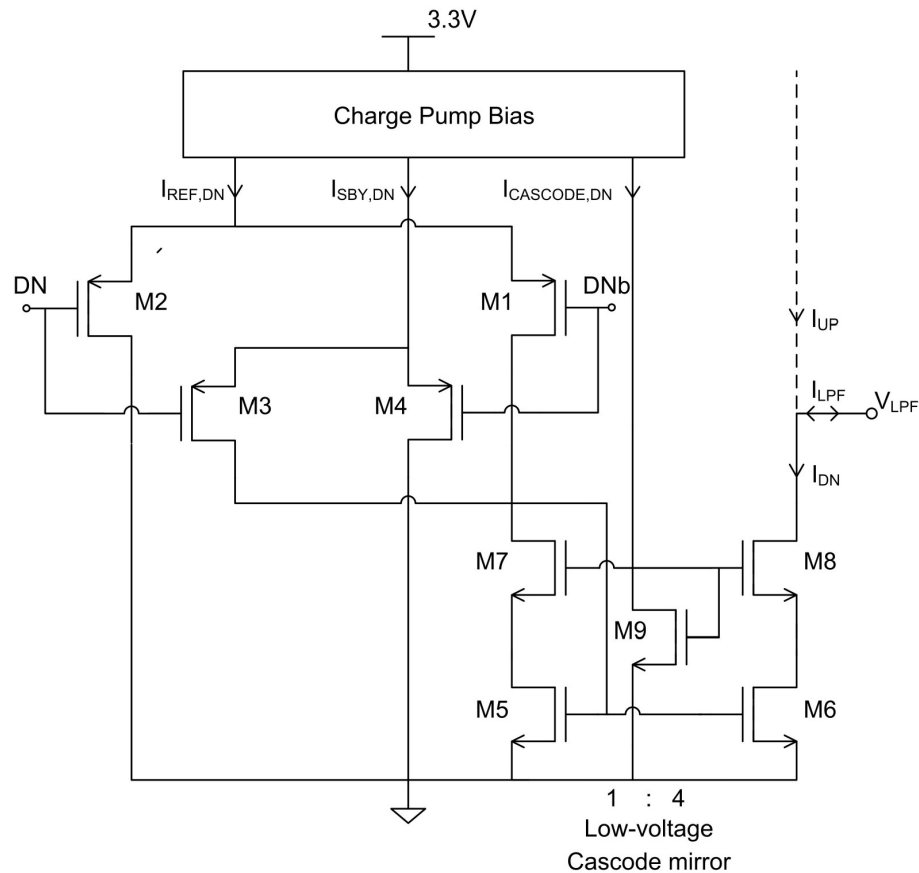 3.3V
Charge Pump Bias
I_REF,DN
I_SBY,DN
I_CASCODE,DN
DN
M2
M1
DNb
I_UP
M3
M4
I_LPF
V_LPF
I_DN
M7
M8
M9
M5
M6
1 : 4
Low-voltage
Cascode mirror